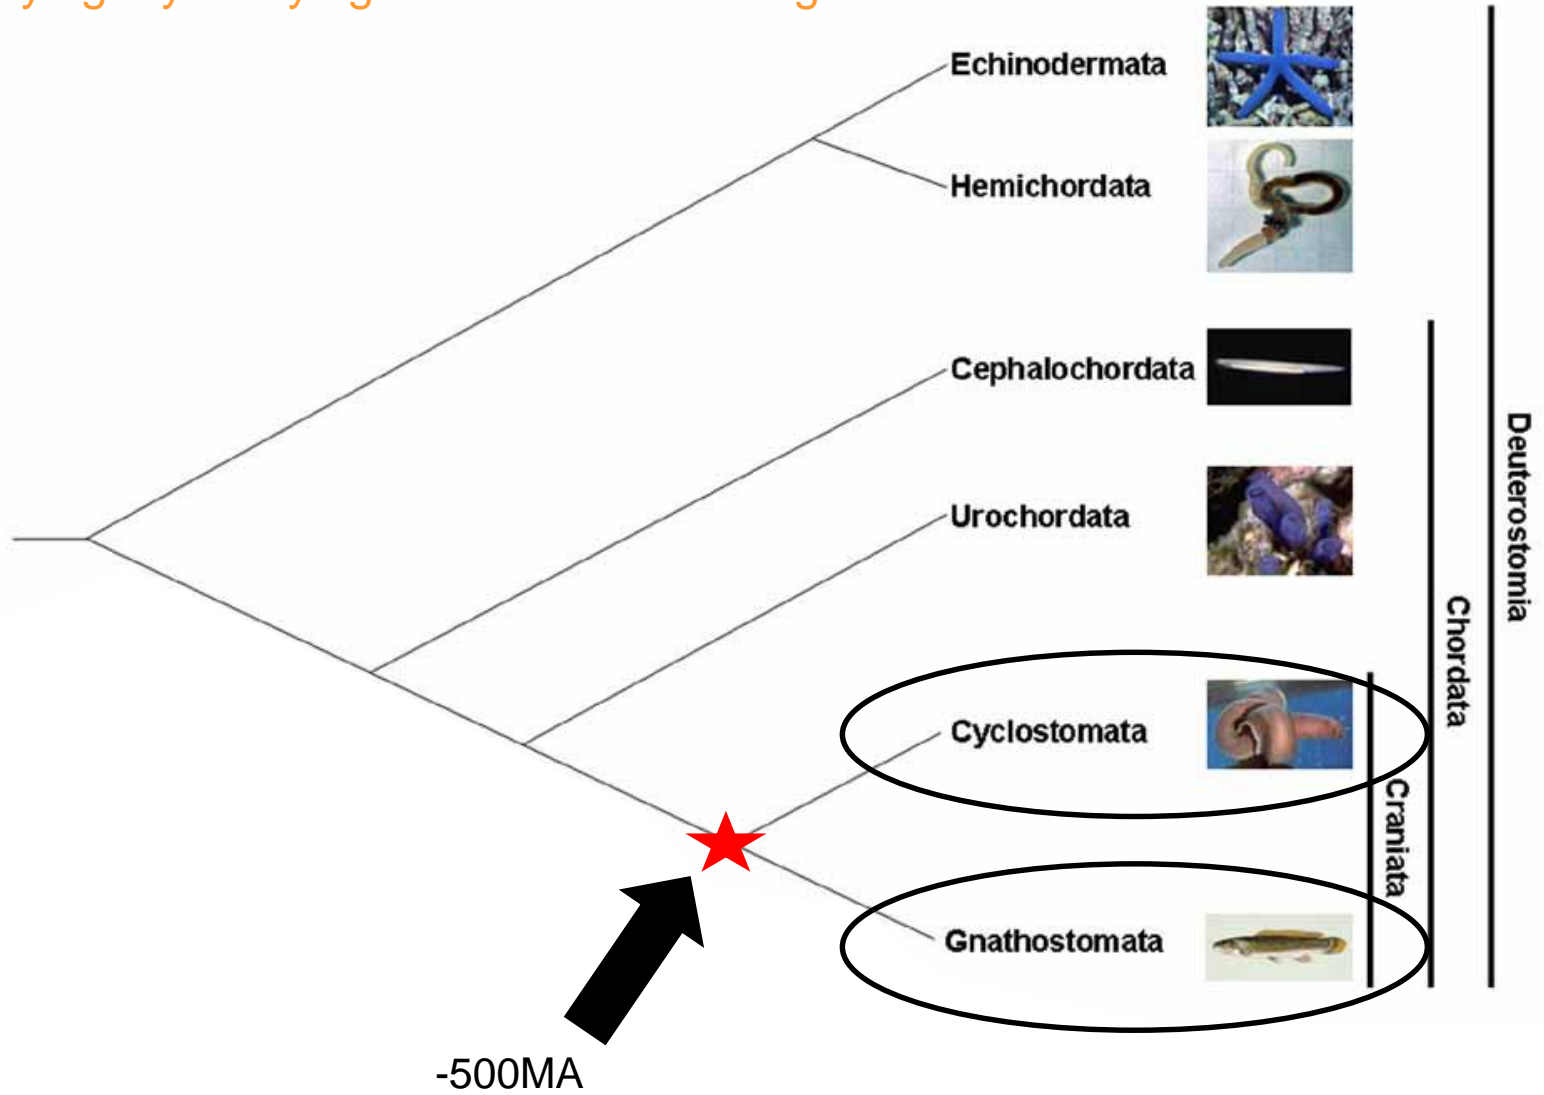 Echinodermata
Hemichordata
Cephalochordata
Urochordata
Cyclostomata
Gnathostomata
Craniata
Chordata
Deuterostomia
-500MA